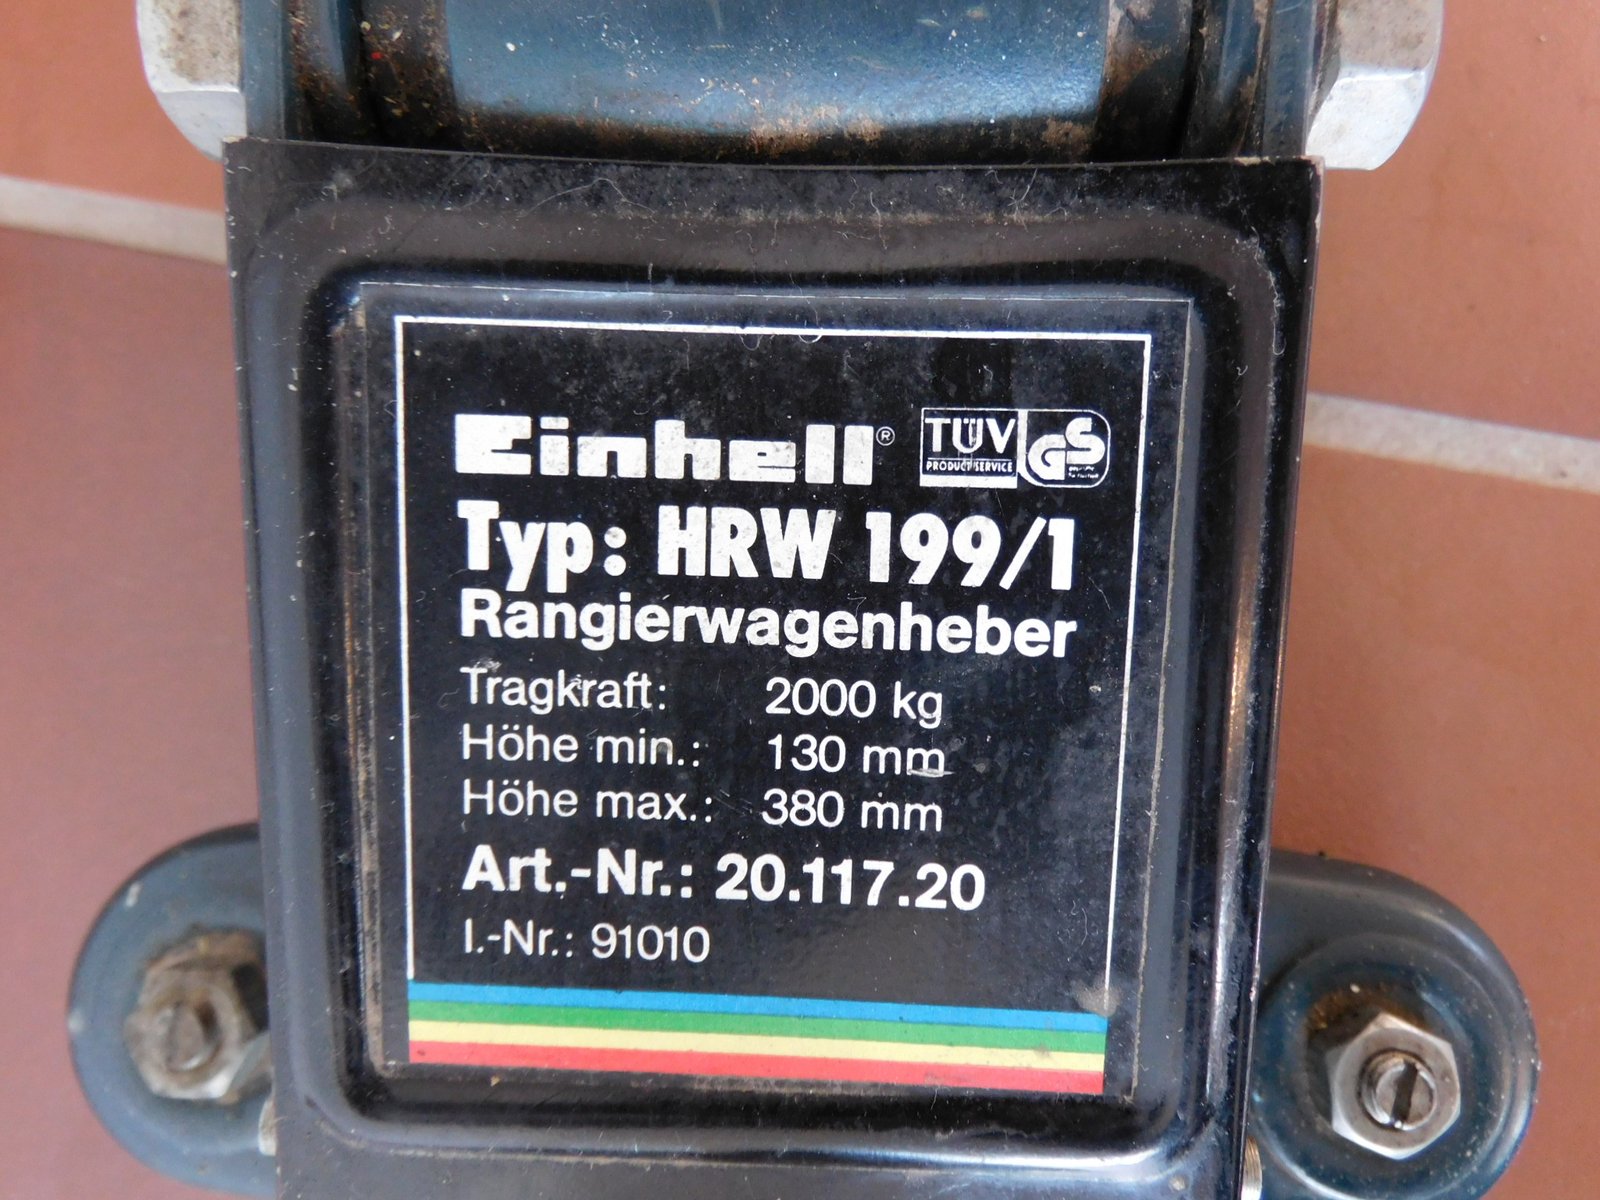 Einhell®
TÜV
PRODUCT SERVICE
GS
Typ: HRW 199/1
Rangierwagenheber
Tragkraft: 2000 kg
Höhe min.: 130 mm
Höhe max.: 380 mm
Art.-Nr.: 20.117.20
I.-Nr.: 91010